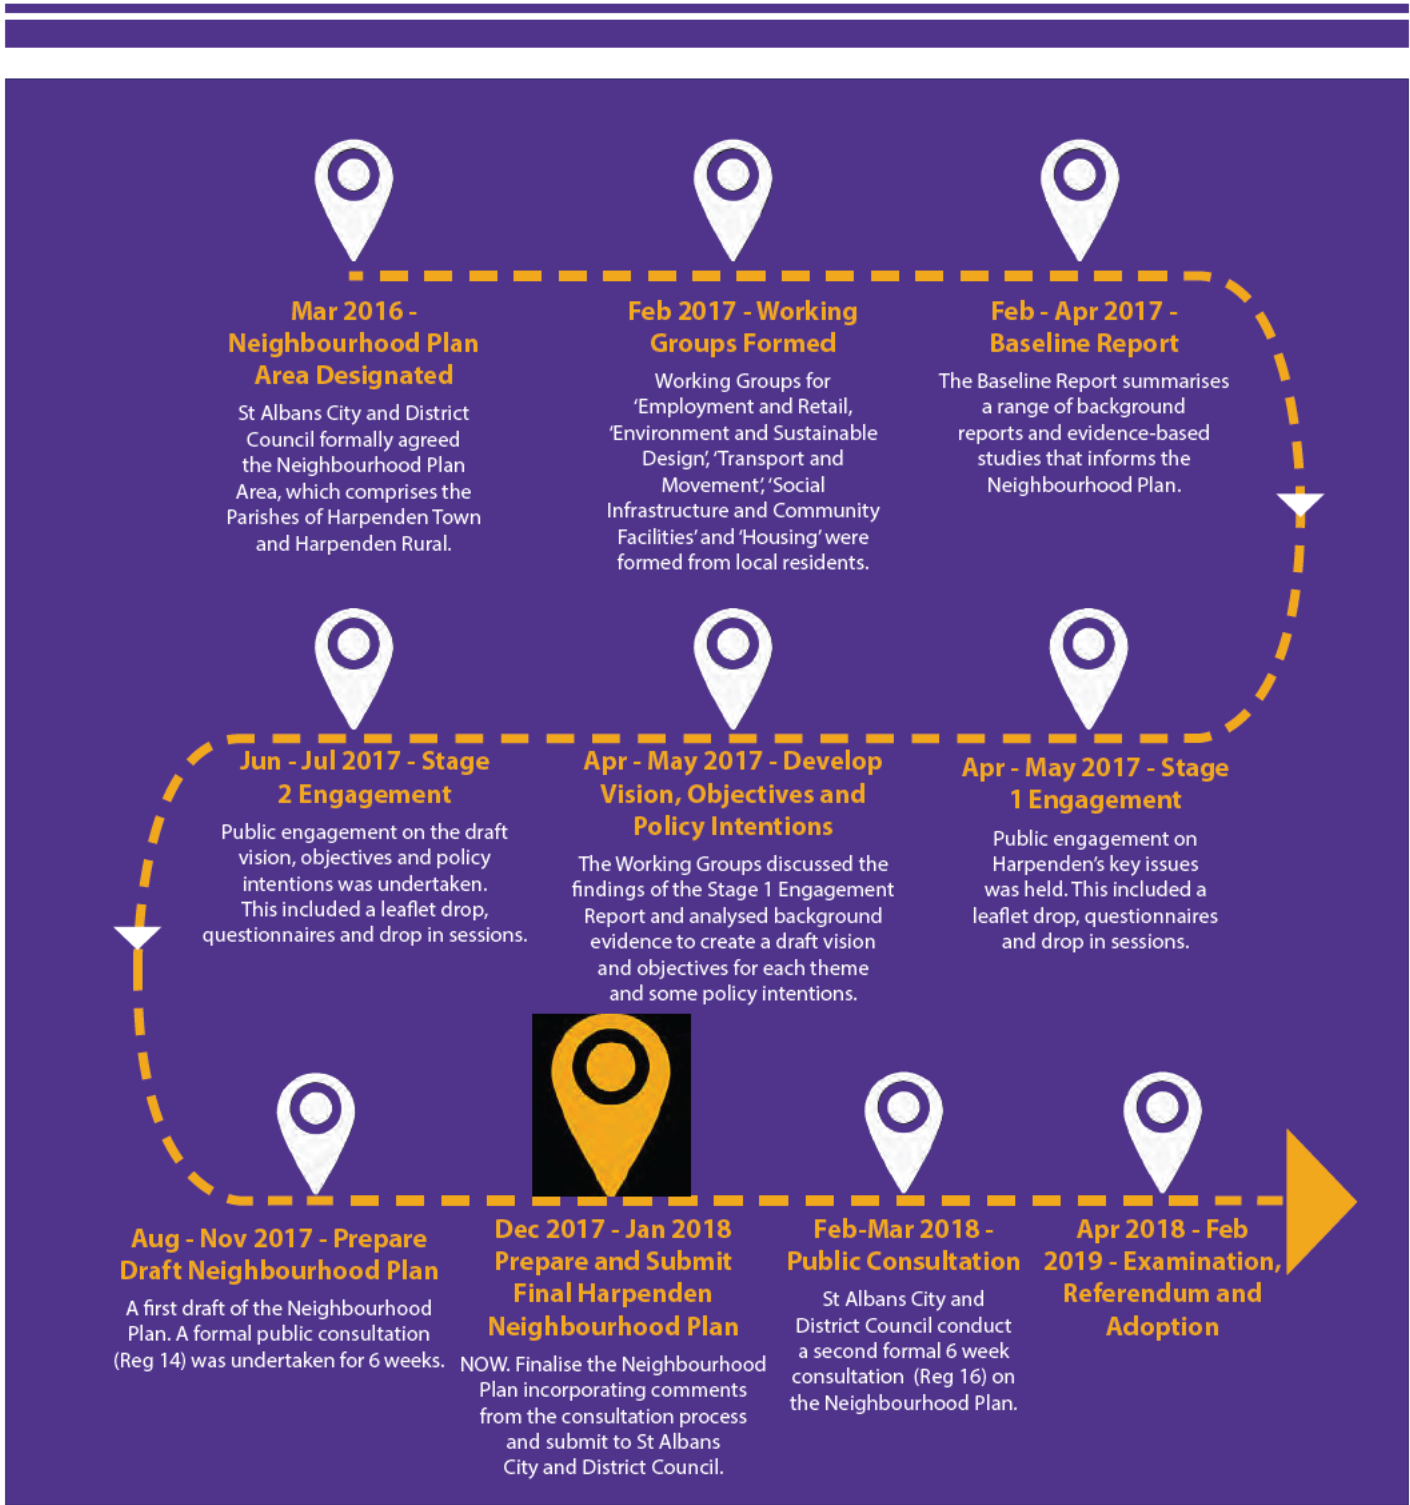 Mar 2016 -
Neighbourhood Plan
Area Designated
St Albans City and District
Council formally agreed
the Neighbourhood Plan
Area, which comprises the
Parishes of Harpenden Town
and Harpenden Rural.
Feb 2017 - Working
Groups Formed
Working Groups for
‘Employment and Retail,
‘Environment and Sustainable
Design’, ‘Transport and
Movement’, ‘Social
Infrastructure and Community
Facilities’ and ‘Housing’ were
formed from local residents.
Feb - Apr 2017 -
Baseline Report
The Baseline Report summarises
a range of background
reports and evidence-based
studies that informs the
Neighbourhood Plan.
Apr - May 2017 - Stage
1 Engagement
Public engagement on
Harpenden’s key issues
was held. This included a
leaflet drop, questionnaires
and drop in sessions.
Apr - May 2017 - Develop
Vision, Objectives and
Policy Intentions
The Working Groups discussed the
findings of the Stage 1 Engagement
Report and analysed background
evidence to create a draft vision
and objectives for each theme
and some policy intentions.
Jun - Jul 2017 - Stage
2 Engagement
Public engagement on the draft
vision, objectives and policy
intentions was undertaken.
This included a leaflet drop,
questionnaires and drop in sessions.
Aug - Nov 2017 - Prepare
Draft Neighbourhood Plan
A first draft of the Neighbourhood
Plan. A formal public consultation
(Reg 14) was undertaken for 6 weeks.
Dec 2017 - Jan 2018
Prepare and Submit
Final Harpenden
Neighbourhood Plan
NOW. Finalise the Neighbourhood
Plan incorporating comments
from the consultation process
and submit to St Albans
City and District Council.
Feb-Mar 2018 -
Public Consultation
St Albans City and
District Council conduct
a second formal 6 week
consultation (Reg 16) on
the Neighbourhood Plan.
Apr 2018 - Feb
2019 - Examination,
Referendum and
Adoption